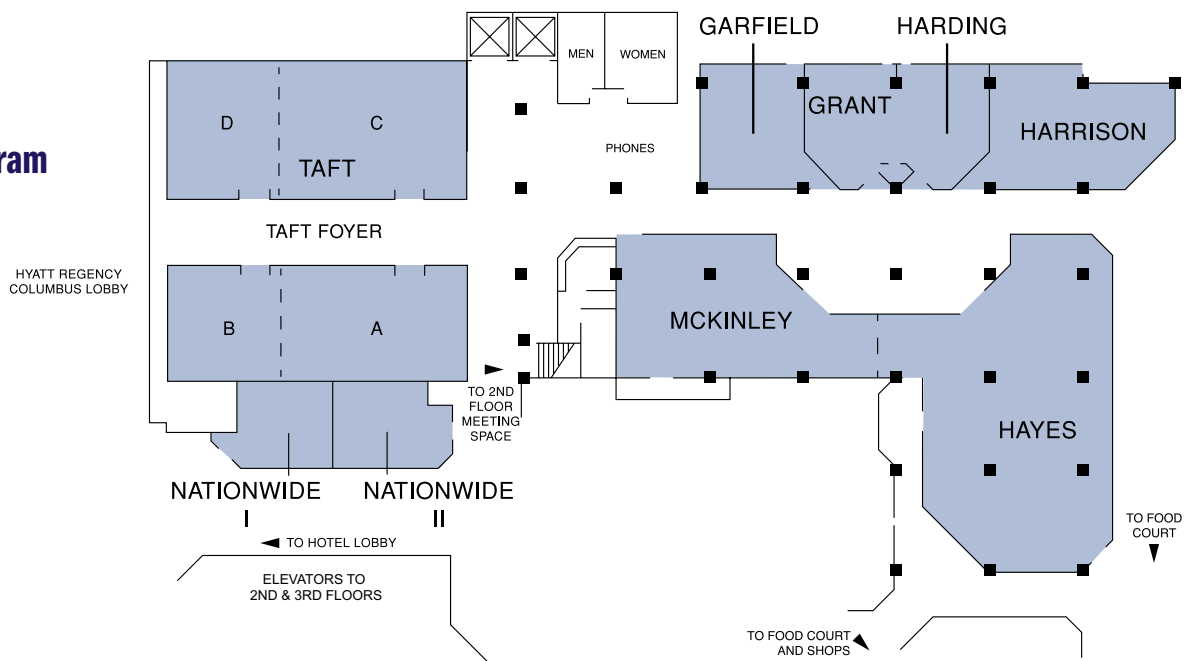 GARFIELD
HARDING
MEN
WOMEN
D
C
GRANT
HARRISON
PHONES
ram
TAFT
TAFT FOYER
HYATT REGENCY
COLUMBUS LOBBY
B
A
MCKINLEY
TO 2ND
FLOOR
MEETING
SPACE
HAYES
NATIONWIDE
I
NATIONWIDE
II
TO HOTEL LOBBY
TO FOOD
COURT
ELEVATORS TO
2ND & 3RD FLOORS
TO FOOD COURT
AND SHOPS